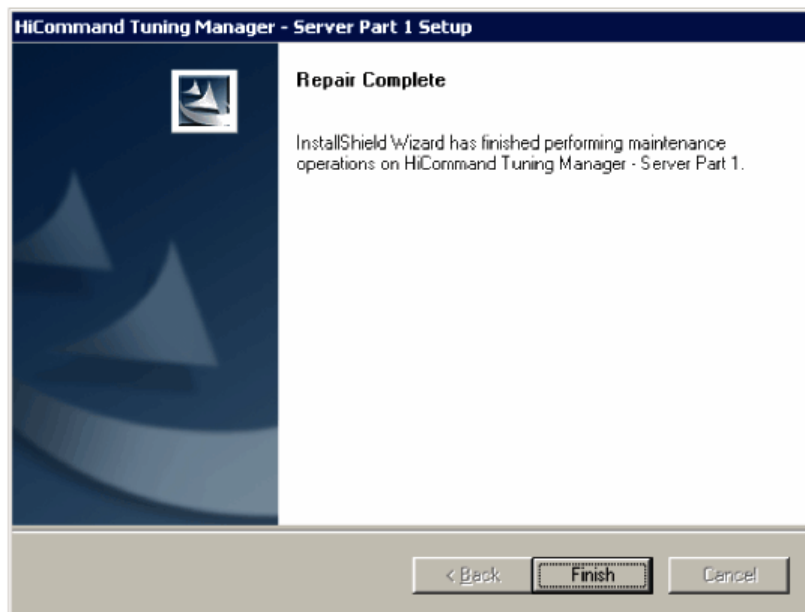 HiCommand Tuning Manager - Server Part 1 Setup
Repair Complete
InstallShield Wizard has finished performing maintenance
operations on HiCommand Tuning Manager - Server Part 1.
< Back
Finish
Cancel